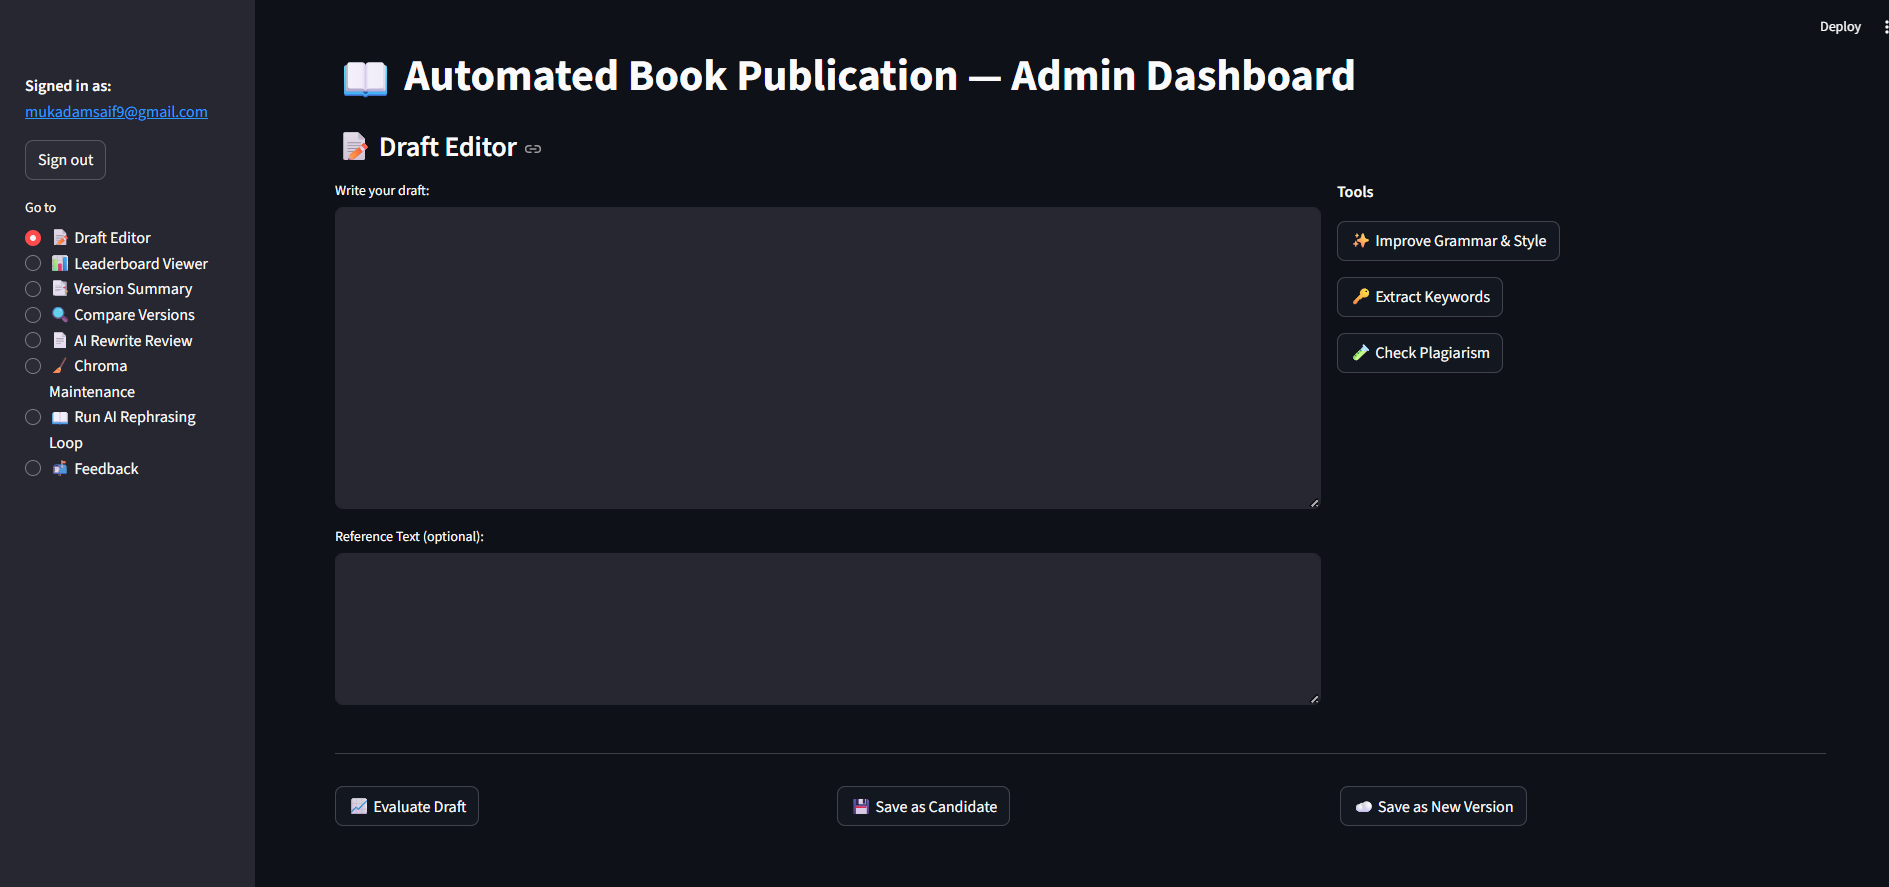 Deploy
Signed in as:
mukadamsaif9@gmail.com
Sign out
Go to
Draft Editor
Leaderboard Viewer
Version Summary
Compare Versions
AI Rewrite Review
Chroma
Maintenance
Run AI Rephrasing
Loop
Feedback
Automated Book Publication — Admin Dashboard
Draft Editor
Write your draft:
Reference Text (optional):
Tools
Improve Grammar & Style
Extract Keywords
Check Plagiarism
Evaluate Draft
Save as Candidate
Save as New Version